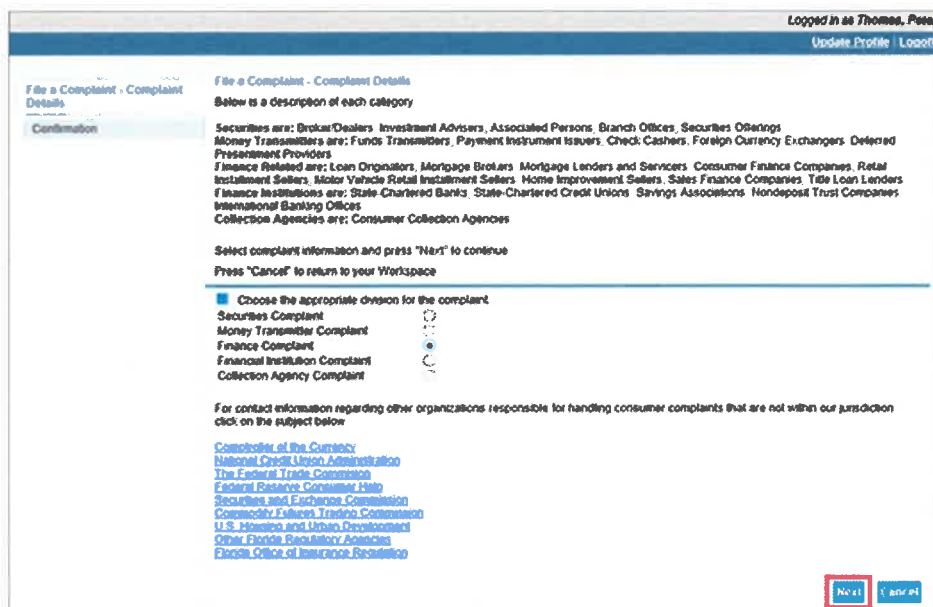 Logged in as Thomas,
Update Profile Logoff
File a Complaint - Complaint
Details
Confirmation
File a Complaint - Complaint Details
Below is a description of each category
Securities are: Broker/Dealers Investment Advisers, Associated Persons, Branch Offices, Securities Offerings
Money Transmitters are: Funds Transmitters, Payment Instrument Issuers, Check Cashers, Foreign Currency Exchangers Deferred
Presentment Providers
Finance Related are: Loan Originators, Mortgage Brokers Mortgage Lenders and Servicers Consumer Finance Companies, Retail
Installment Sellers, Motor Vehicle Retail Installment Sellers Home Improvement Sellers, Sales Finance Companies, Title Loan Lenders
Finance Institutions are: State-Chartered Banks, State-Chartered Credit Unions Savings Associations Nondeposit Trust Companies
International Banking Offices
Collection Agencies are: Consumer Collection Agencies
Select complaint information and press "Next" to continue
Press "Cancel" to return to your Workspace
Choose the appropriate division for the complaint
Securities Complaint
Money Transmitter Complaint
Finance Complaint
Financial Institution Complaint
Collection Agency Complaint
For contact information regarding other organizations responsible for handling consumer complaints that are not within our jurisdiction
click on the subject below
Comptroller of the Currency
National Credit Union Administration
The Federal Trade Commission
Federal Reserve Consumer Help
Securities and Exchange Commission
Commodity Futures Trading Commission
U.S. Housing and Urban Development
Other Florida Regulatory Agencies
Florida Office of Insurance Regulation
Next Cancel